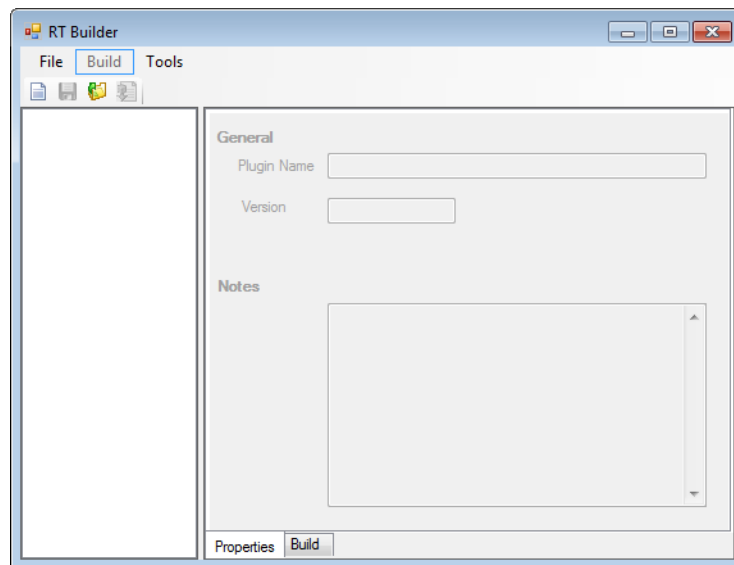 RT Builder
File Build Tools
General
Plugin Name
Version
Notes
Properties Build